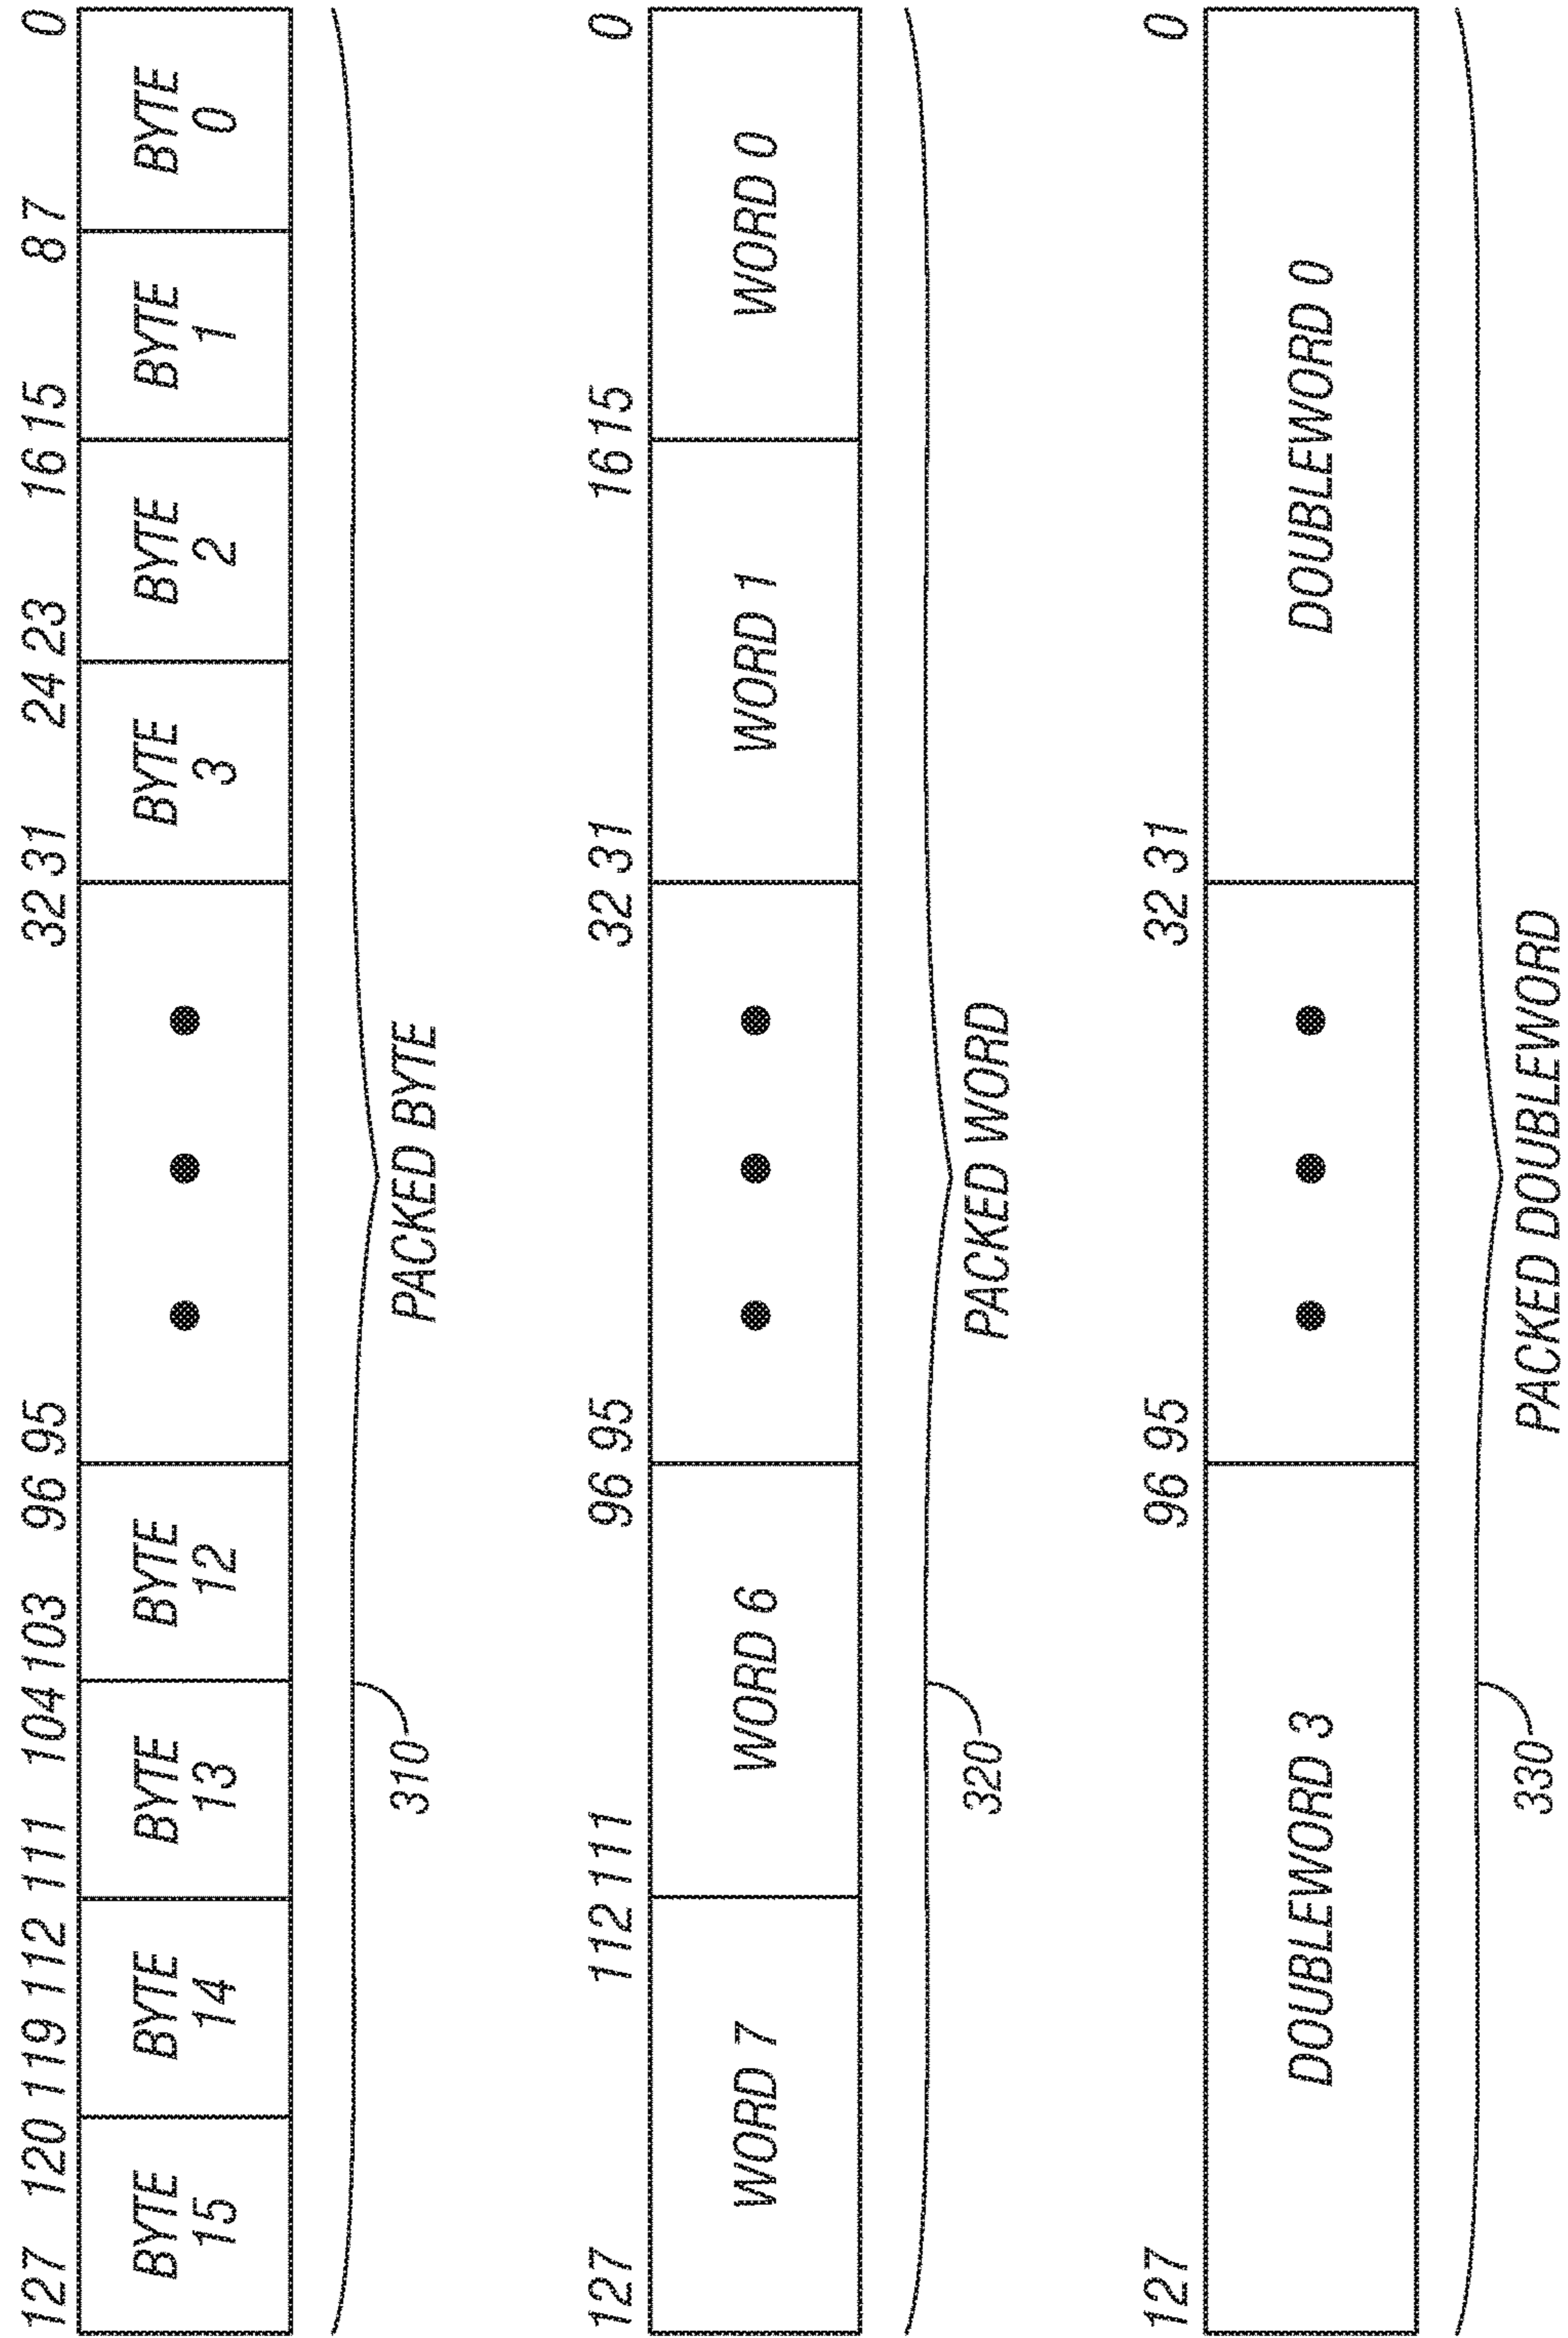 127 120 119 112 111 104 103 96 95 32 31 24 23 16 15 8 7 0
BYTE BYTE BYTE BYTE BYTE BYTE BYTE BYTE
15 14 13 12 3 2 1 0
310 PACKED BYTE
127 112 111 96 95 32 31 16 15 0
WORD 7 WORD 6 WORD 1 WORD 0
320 PACKED WORD
127 96 95 32 31 0
DOUBLEWORD 3 DOUBLEWORD 0
330 PACKED DOUBLEWORD